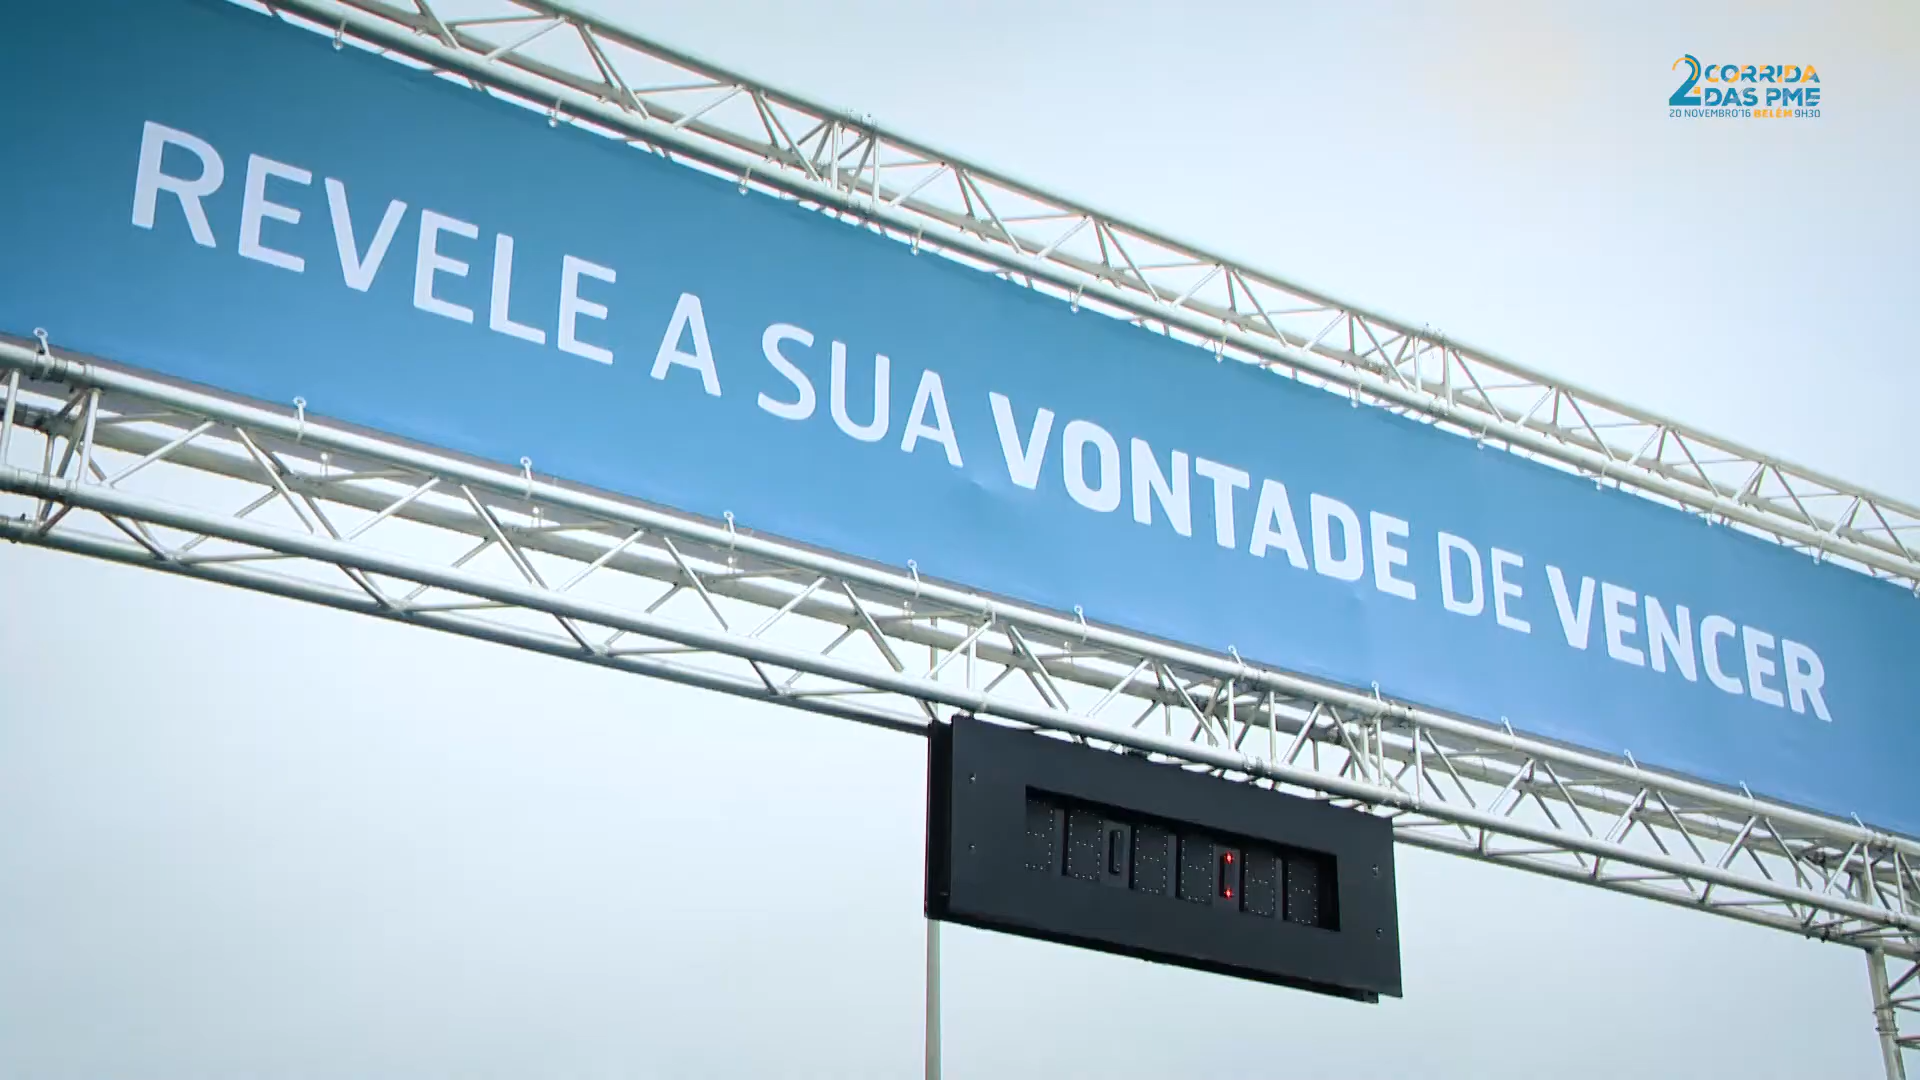 REVELE A SUA VONTADE DE VENCER
2 CORRIDA
DAS PME
20 NOVEMBRO'16 BELÉM 9H30